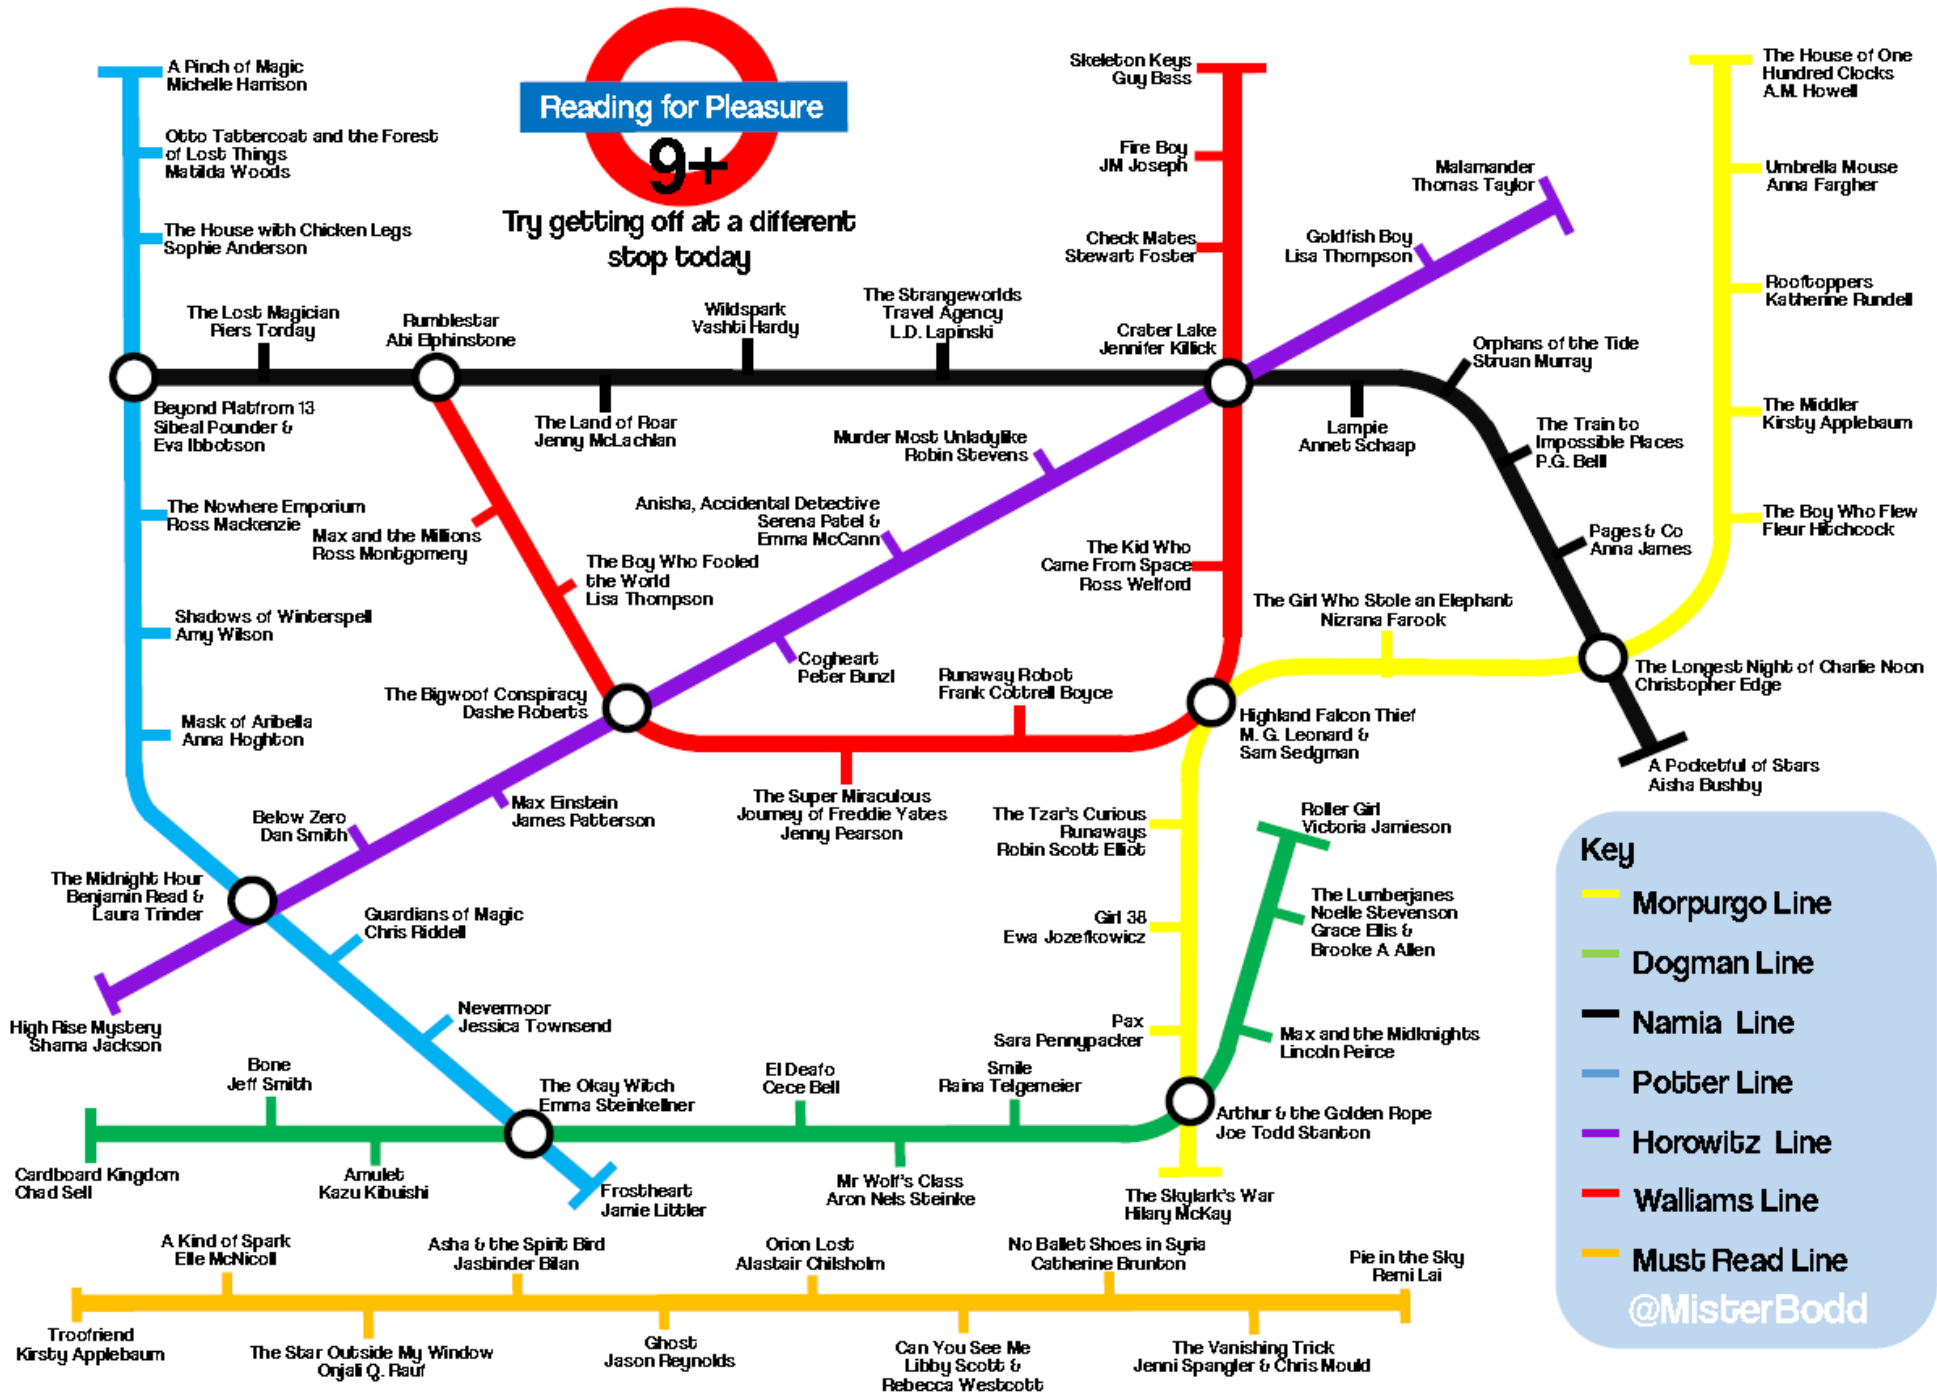 Reading for Pleasure
9+
Try getting off at a different
stop today
A Pinch of Magic
Michelle Harrison
Otto Tattercoat and the Forest
of Lost Things
Matilda Woods
The House with Chicken Legs
Sophie Anderson
The Lost Magician
Piers Torday
Rumblestar
Abi Elphinstone
Wildspark
Vashti Hardy
The Strangeworlds
Travel Agency
L.D. Lapinski
Skeleton Keys
Guy Bass
Fire Boy
JM Joseph
Check Mates
Stewart Foster
Crater Lake
Jennifer Killick
Malamander
Thomas Taylor
Goldfish Boy
Lisa Thompson
The House of One
Hundred Clocks
A.M. Howell
Umbrella Mouse
Anna Fargher
Rooftoppers
Katherine Rundell
The Middler
Kirsty Applebaum
The Boy Who Flew
Fleur Hitchcock
Orphans of the Tide
Struan Murray
The Train to
Impossible Places
P.G. Bell
Pages & Co
Anna James
Lampie
Annet Schaap
Beyond Platfrom 13
Sibeal Pounder &
Eva Ibbotson
The Land of Roar
Jenny McLachlan
Murder Most Unladylike
Robin Stevens
Anisha, Accidental Detective
Serena Patel &
Emma McCann
The Nowhere Emporium
Ross Mackenzie
Max and the Millions
Ross Montgomery
The Boy Who Fooled
the World
Lisa Thompson
The Kid Who
Came From Space
Ross Welford
The Girl Who Stole an Elephant
Nizrana Farook
Shadows of Winterspell
Amy Wilson
Cogheart
Peter Bunzl
Runaway Robot
Frank Cottrell Boyce
The Bigwoof Conspiracy
Dashe Roberts
The Longest Night of Charlie Noon
Christopher Edge
Mask of Aribella
Anna Hoghton
Highland Falcon Thief
M. G. Leonard &
Sam Sedgman
A Pocketful of Stars
Aisha Bushby
Below Zero
Dan Smith
Max Einstein
James Patterson
The Super Miraculous
Journey of Freddie Yates
Jenny Pearson
The Tzar's Curious
Runaways
Robin Scott Elliot
Roller Girl
Victoria Jamieson
The Midnight Hour
Benjamin Read &
Laura Trinder
Guardians of Magic
Chris Riddell
Girl 38
Ewa Jozefkowicz
The Lumberjanes
Noelle Stevenson
Grace Ellis &
Brooke A Allen
High Rise Mystery
Sharna Jackson
Nevermoor
Jessica Townsend
Pax
Sara Pennypacker
Max and the Midknights
Lincoln Peirce
Bone
Jeff Smith
The Okay Witch
Emma Steinkellner
El Deafo
Cece Bell
Smile
Raina Telgemeier
Arthur & the Golden Rope
Joe Todd Stanton
Cardboard Kingdom
Chad Sell
Amulet
Kazu Kibuishi
Frostheart
Jamie Littler
Mr Wolf's Class
Aron Nels Steinke
The Skylark's War
Hilary McKay
A Kind of Spark
Elle McNicoll
Asha & the Spirit Bird
Jasbinder Bilan
Orion Lost
Alastair Chilsholm
No Ballet Shoes in Syria
Catherine Brunton
Pie in the Sky
Remi Lai
Troofriend
Kirsty Applebaum
The Star Outside My Window
Onjali Q. Rauf
Ghost
Jason Reynolds
Can You See Me
Libby Scott &
Rebecca Westcott
The Vanishing Trick
Jenni Spangler & Chris Mould
Key
Morpurgo Line
Dogman Line
Narnia Line
Potter Line
Horowitz Line
Walliams Line
Must Read Line
@MisterBodd